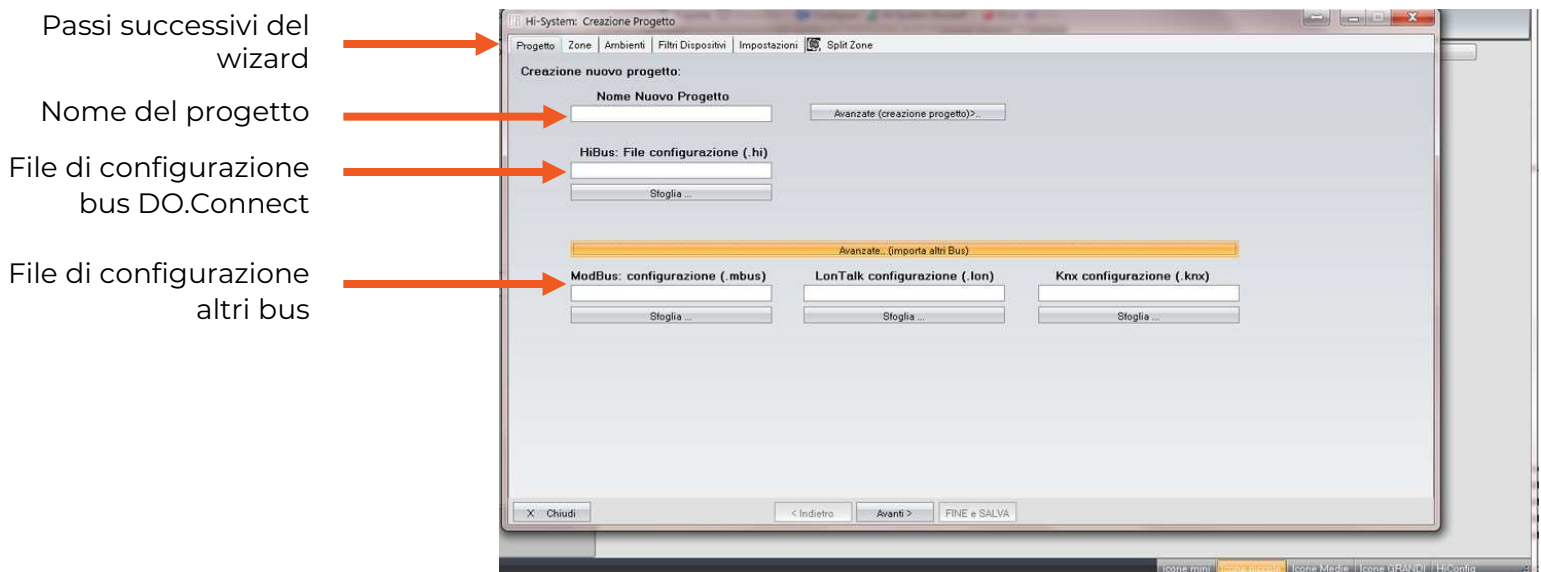 Passi successivi del
wizard
Nome del progetto
File di configurazione
bus DO.Connect
File di configurazione
altri bus
Hi-System: Creazione Progetto
Progetto Zone Ambienti Filtri Dispositivi Impostazioni Split Zone
Creazione nuovo progetto:
Nome Nuovo Progetto
Avanzate (creazione progetto)>..
HiBus: File configurazione (.hi)
Sfoglia ...
Avanzate.. (importa altri Bus)
ModBus: configurazione (.mbus) LonTalk configurazione (.lon) Knx configurazione (.knx)
Sfoglia ... Sfoglia ... Sfoglia ...
X Chiudi < Indietro Avanti > FINE e SALVA
icone mini Icone piccole Icone Medie Icone GRANDI HiConfig